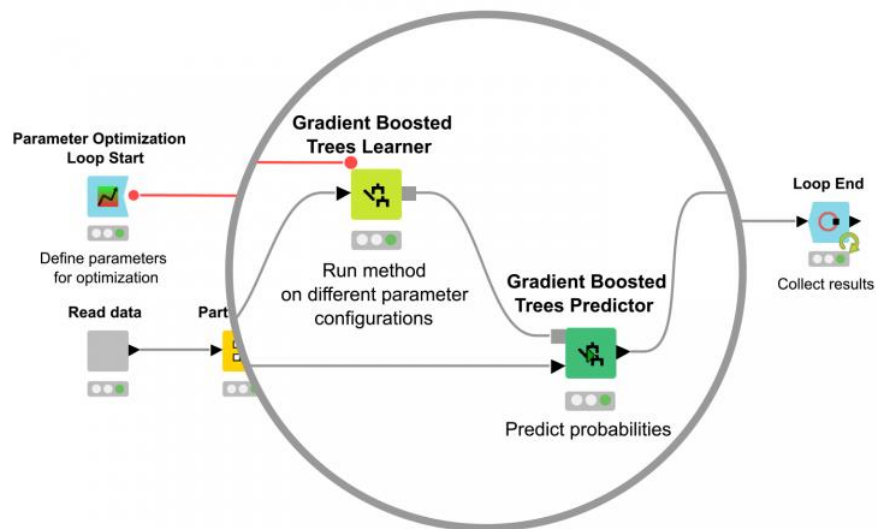 Parameter Optimization
Loop Start
Define parameters
for optimization
Gradient Boosted
Trees Learner
Run method
on different parameter
configurations
Read data
Part
Gradient Boosted
Trees Predictor
Predict probabilities
Loop End
Collect results